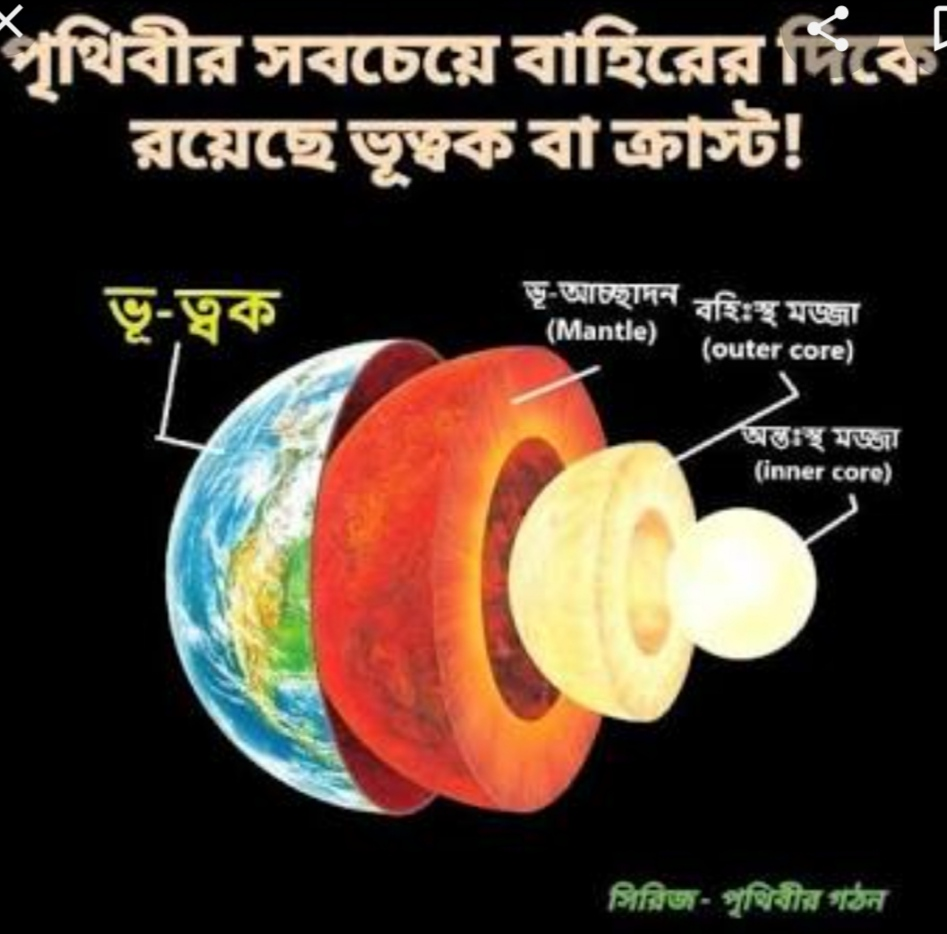 পৃথিবীর সবচেয়ে বাহিরের দিকে
রয়েছে ভূত্বক বা ক্রাস্ট!
ভূ-ত্বক
ভূ-আচ্ছাদন
(Mantle)
বহিঃস্থ মজ্জা
(outer core)
অন্তঃস্থ মজ্জা
(inner core)
সিরিজ - পৃথিবীর গঠন